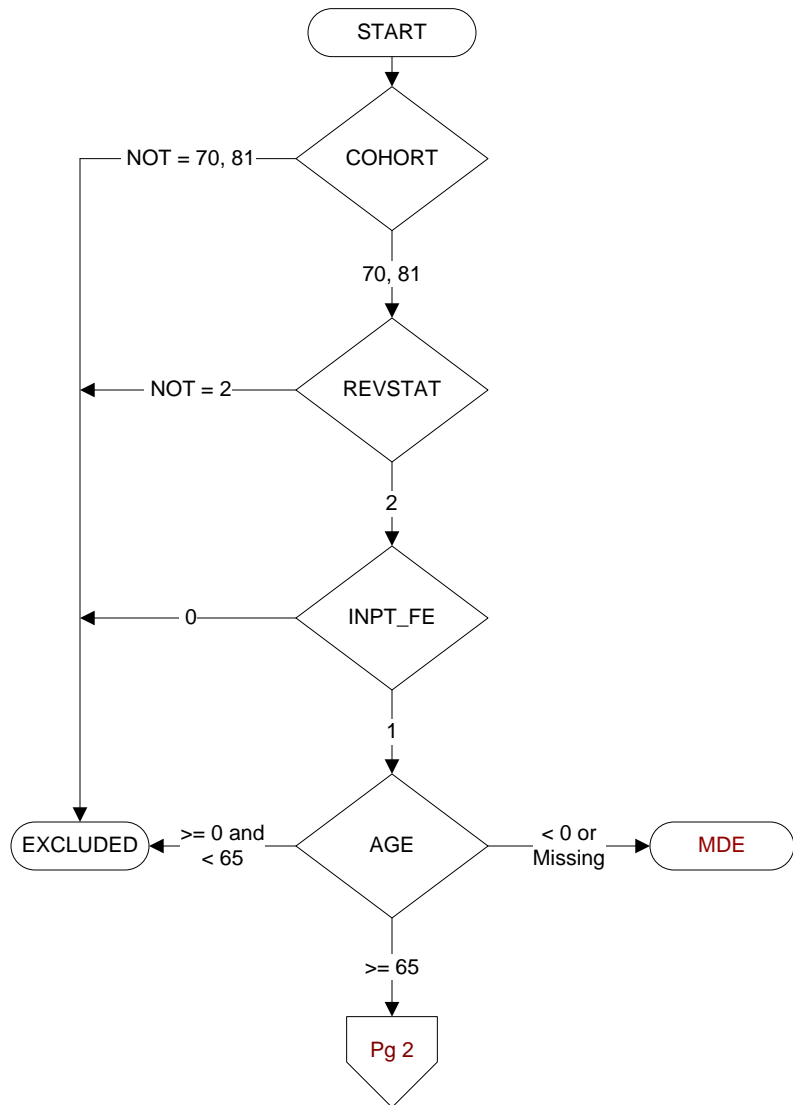 START
COHORT
NOT = 70, 81
70, 81
REVSTAT
NOT = 2
2
INPT_FE
0
1
AGE
EXCLUDED
>= 0 and
< 65
< 0 or
Missing
MDE
>= 65
Pg 2